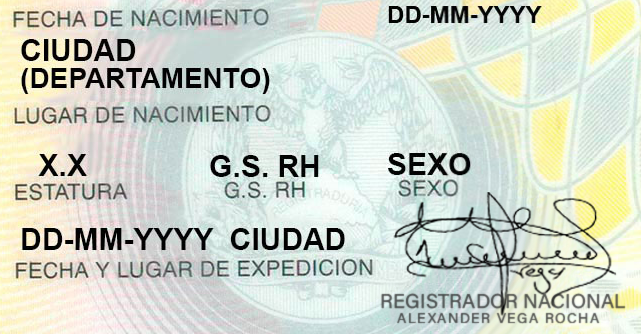 FECHA DE NACIMIENTO DD-MM-YYYY
CIUDAD
(DEPARTAMENTO)
LUGAR DE NACIMIENTO
X.X G.S. RH SEXO
ESTATURA G.S. RH SEXO
DD-MM-YYYY CIUDAD
FECHA Y LUGAR DE EXPEDICION
REGISTRADOR NACIONAL
ALEXANDER VEGA ROCHA